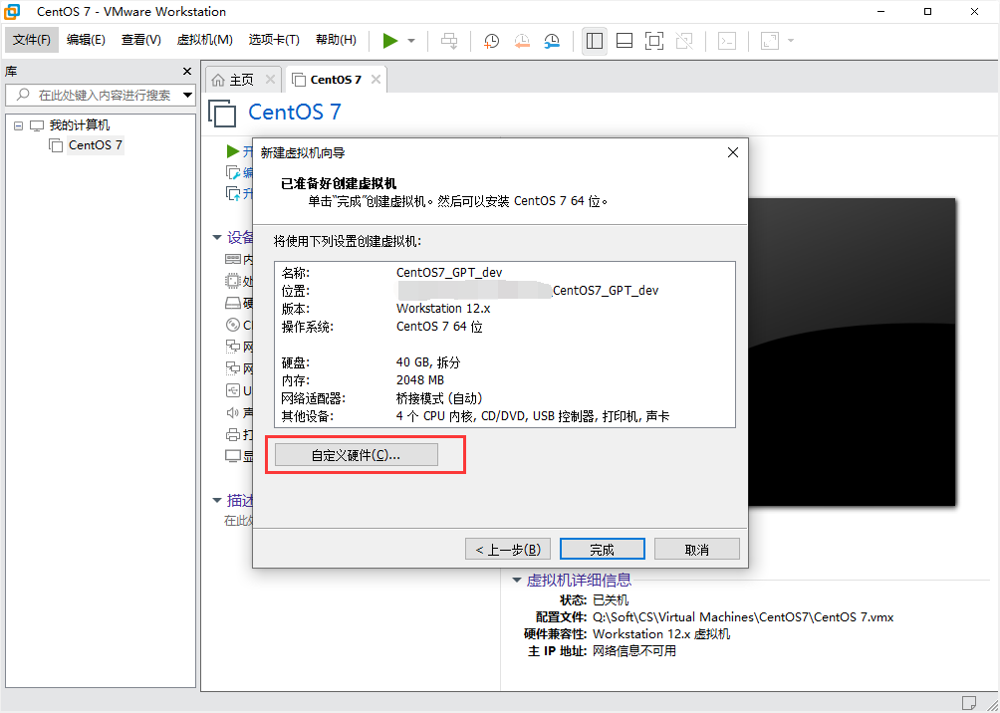 CentOS 7 - VMware Workstation
文件(F) 编辑(E) 查看(V) 虚拟机(M) 选项卡(T) 帮助(H)
库
在此处键入内容进行搜索
我的计算机
CentOS 7
主页 CentOS 7
CentOS 7
开
编
升
设备
内
处
硬
C
网
网
U
声
打
显
描述
在此
新建虚拟机向导
已准备好创建虚拟机
单击“完成”创建虚拟机。然后可以安装 CentOS 7 64 位。
将使用下列设置创建虚拟机:
名称: CentOS7_GPT_dev
位置: CentOS7_GPT_dev
版本: Workstation 12.x
操作系统: CentOS 7 64 位
硬盘: 40 GB, 拆分
内存: 2048 MB
网络适配器: 桥接模式 (自动)
其他设备: 4 个 CPU 内核, CD/DVD, USB 控制器, 打印机, 声卡
自定义硬件(C)...
< 上一步(B) 完成 取消
虚拟机详细信息
状态: 已关机
配置文件: Q:\Soft\CS\Virtual Machines\CentOS7\CentOS 7.vmx
硬件兼容性: Workstation 12.x 虚拟机
主 IP 地址: 网络信息不可用